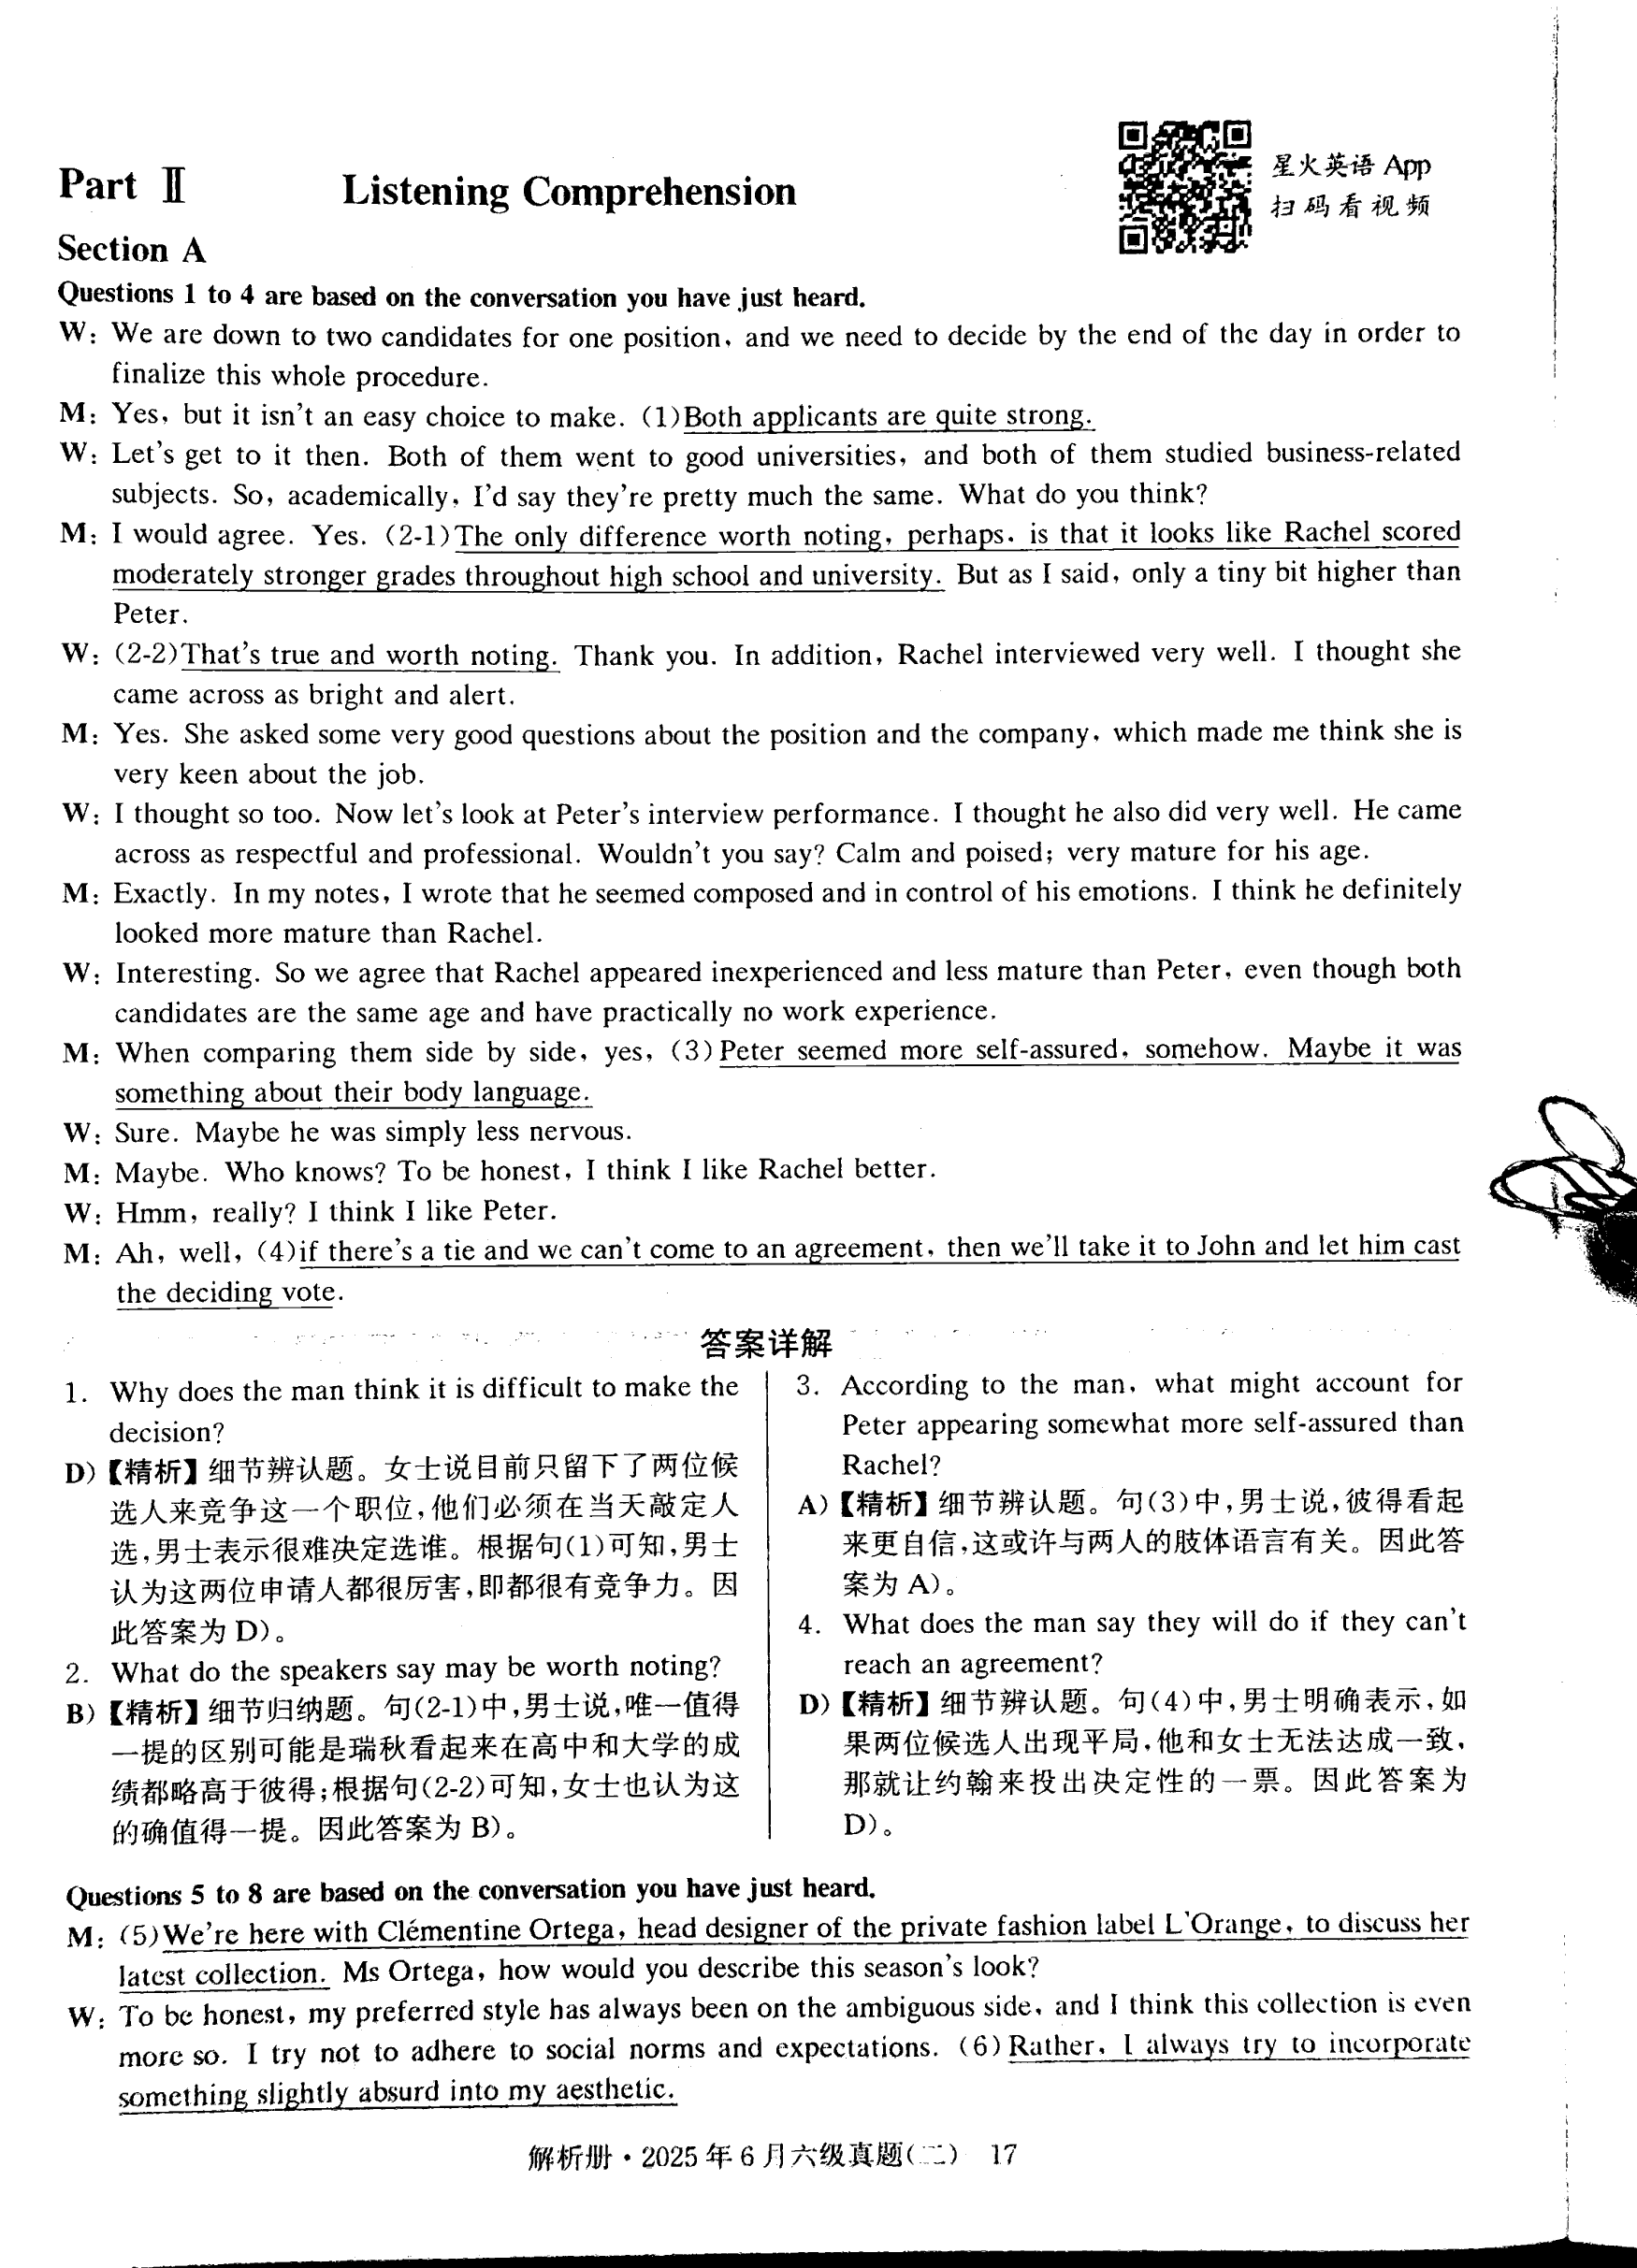 Part Ⅱ Listening Comprehension
星火英语 App
扫码看视频
Section A
Questions 1 to 4 are based on the conversation you have just heard.
W: We are down to two candidates for one position, and we need to decide by the end of the day in order to
finalize this whole procedure.
M: Yes, but it isn't an easy choice to make. (1)Both applicants are quite strong.
W: Let's get to it then. Both of them went to good universities, and both of them studied business-related
subjects. So, academically, I'd say they're pretty much the same. What do you think?
M: I would agree. Yes. (2-1)The only difference worth noting, perhaps, is that it looks like Rachel scored
moderately stronger grades throughout high school and university. But as I said, only a tiny bit higher than
Peter.
W: (2-2)That's true and worth noting. Thank you. In addition, Rachel interviewed very well. I thought she
came across as bright and alert.
M: Yes. She asked some very good questions about the position and the company, which made me think she is
very keen about the job.
W: I thought so too. Now let's look at Peter's interview performance. I thought he also did very well. He came
across as respectful and professional. Wouldn't you say? Calm and poised; very mature for his age.
M: Exactly. In my notes, I wrote that he seemed composed and in control of his emotions. I think he definitely
looked more mature than Rachel.
W: Interesting. So we agree that Rachel appeared inexperienced and less mature than Peter, even though both
candidates are the same age and have practically no work experience.
M: When comparing them side by side, yes, (3)Peter seemed more self-assured, somehow. Maybe it was
something about their body language.
W: Sure. Maybe he was simply less nervous.
M: Maybe. Who knows? To be honest, I think I like Rachel better.
W: Hmm, really? I think I like Peter.
M: Ah, well, (4)if there's a tie and we can't come to an agreement, then we'll take it to John and let him cast
the deciding vote.
答案详解
1. Why does the man think it is difficult to make the
decision?
D)【精析】细节辨认题。女士说目前只留下了两位候
选人来竞争这一个职位,他们必须在当天敲定人
选,男士表示很难决定选谁。根据句(1)可知,男士
认为这两位申请人都很厉害,即都很有竞争力。因
此答案为 D)。
2. What do the speakers say may be worth noting?
B)【精析】细节归纳题。句(2-1)中,男士说,唯一值得
一提的区别可能是瑞秋看起来在高中和大学的成
绩都略高于彼得;根据句(2-2)可知,女士也认为这
的确值得一提。因此答案为 B)。
3. According to the man, what might account for
Peter appearing somewhat more self-assured than
Rachel?
A)【精析】细节辨认题。句(3)中,男士说,彼得看起
来更自信,这或许与两人的肢体语言有关。因此答
案为 A)。
4. What does the man say they will do if they can't
reach an agreement?
D)【精析】细节辨认题。句(4)中,男士明确表示,如
果两位候选人出现平局,他和女士无法达成一致,
那就让约翰来投出决定性的一票。因此答案为
D)。
Questions 5 to 8 are based on the conversation you have just heard.
M: (5)We're here with Clémentine Ortega, head designer of the private fashion label L'Orange, to discuss her
latest collection. Ms Ortega, how would you describe this season's look?
W: To be honest, my preferred style has always been on the ambiguous side, and I think this collection is even
more so. I try not to adhere to social norms and expectations. (6)Rather, I always try to incorporate
something slightly absurd into my aesthetic.
解析册·2025年6月六级真题(二) 17